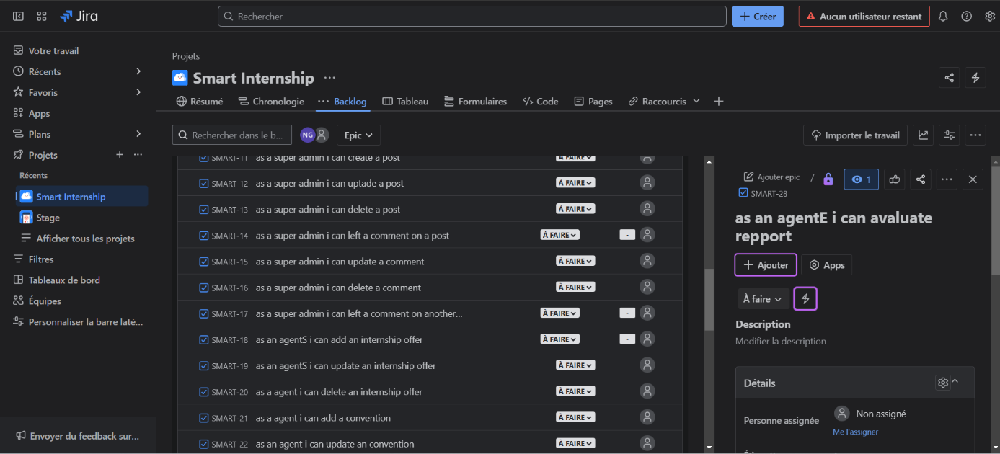 Jira
Rechercher
+ Créer
Aucun utilisateur restant
Votre travail
Récents
Favoris
Apps
Plans
Projets
Récents
Smart Internship
Stage
Afficher tous les projets
Filtres
Tableaux de bord
Équipes
Personnaliser la barre laté...
Envoyer du feedback sur...
Projets
Smart Internship ...
Résumé
Chronologie
... Backlog
Tableau
Formulaires
</> Code
Pages
Raccourcis
Rechercher dans le b...
NG
Epic
Importer le travail
SMART-11 as a super admin i can create a post À FAIRE
SMART-12 as a super admin i can uptade a post À FAIRE
SMART-13 as a super admin i can delete a post À FAIRE
SMART-14 as a super admin i can left a comment on a post À FAIRE -
SMART-15 as a super admin i can update a comment À FAIRE
SMART-16 as a super admin i can delete a comment À FAIRE
SMART-17 as a super admin i can left a comment on another... À FAIRE -
SMART-18 as an agentS i can add an internship offer À FAIRE -
SMART-19 as an agentS i can update an internship offer À FAIRE
SMART-20 as a agent i can delete an internship offer À FAIRE
SMART-21 as a agent i can add a convention À FAIRE
SMART-22 as an agent i can update an convention À FAIRE
Ajouter epic /
1
SMART-28
as an agentE i can avaluate
repport
+ Ajouter
Apps
À faire
Description
Modifier la description
Détails
Personne assignée
Non assigné
Me l'assigner